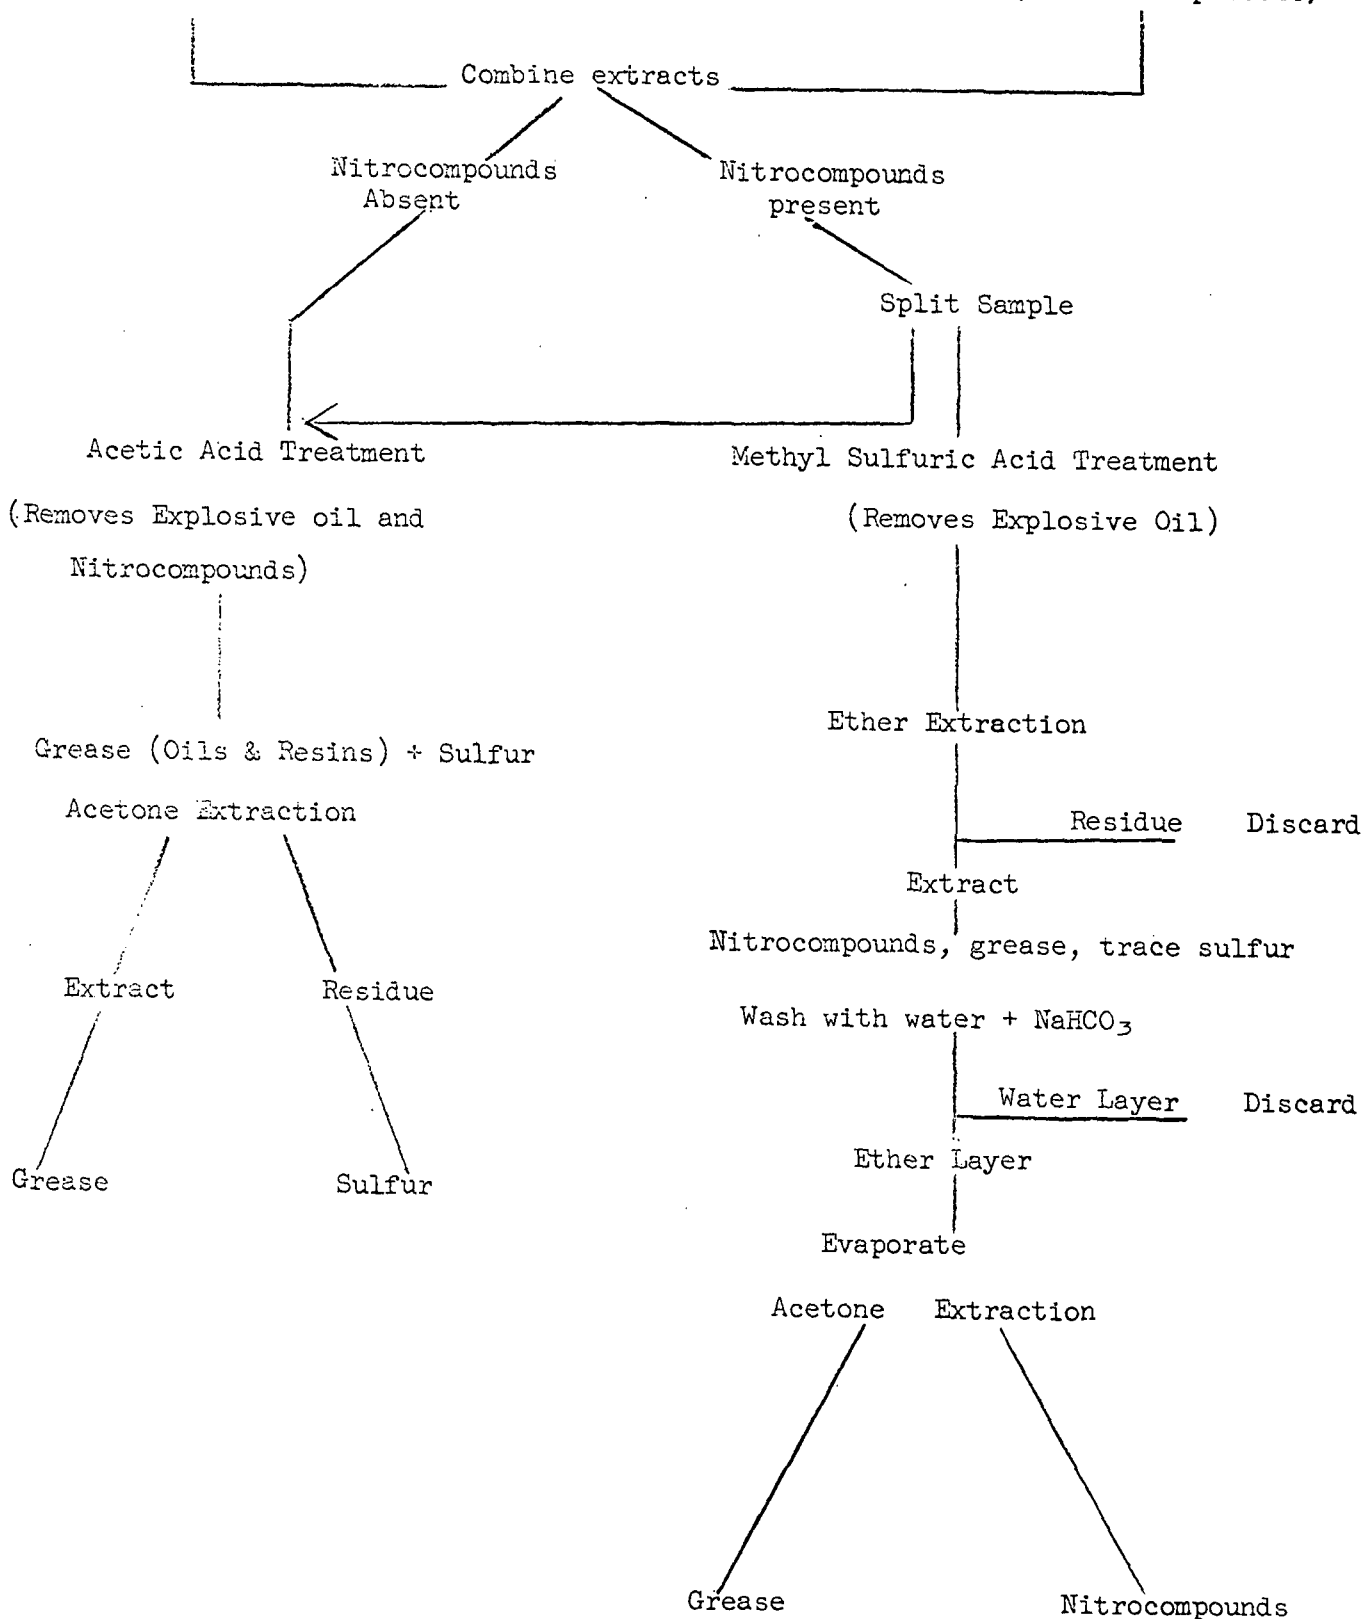 Combine extracts
Nitrocompounds
Absent
Nitrocompounds
present
Split Sample
Acetic Acid Treatment
(Removes Explosive oil and
Nitrocompounds)
Grease (Oils & Resins) + Sulfur
Acetone Extraction
Extract
Residue
Grease
Sulfur
Methyl Sulfuric Acid Treatment
(Removes Explosive Oil)
Ether Extraction
Residue Discard
Extract
Nitrocompounds, grease, trace sulfur
Wash with water + NaHCO3
Water Layer Discard
Ether Layer
Evaporate
Acetone Extraction
Grease
Nitrocompounds